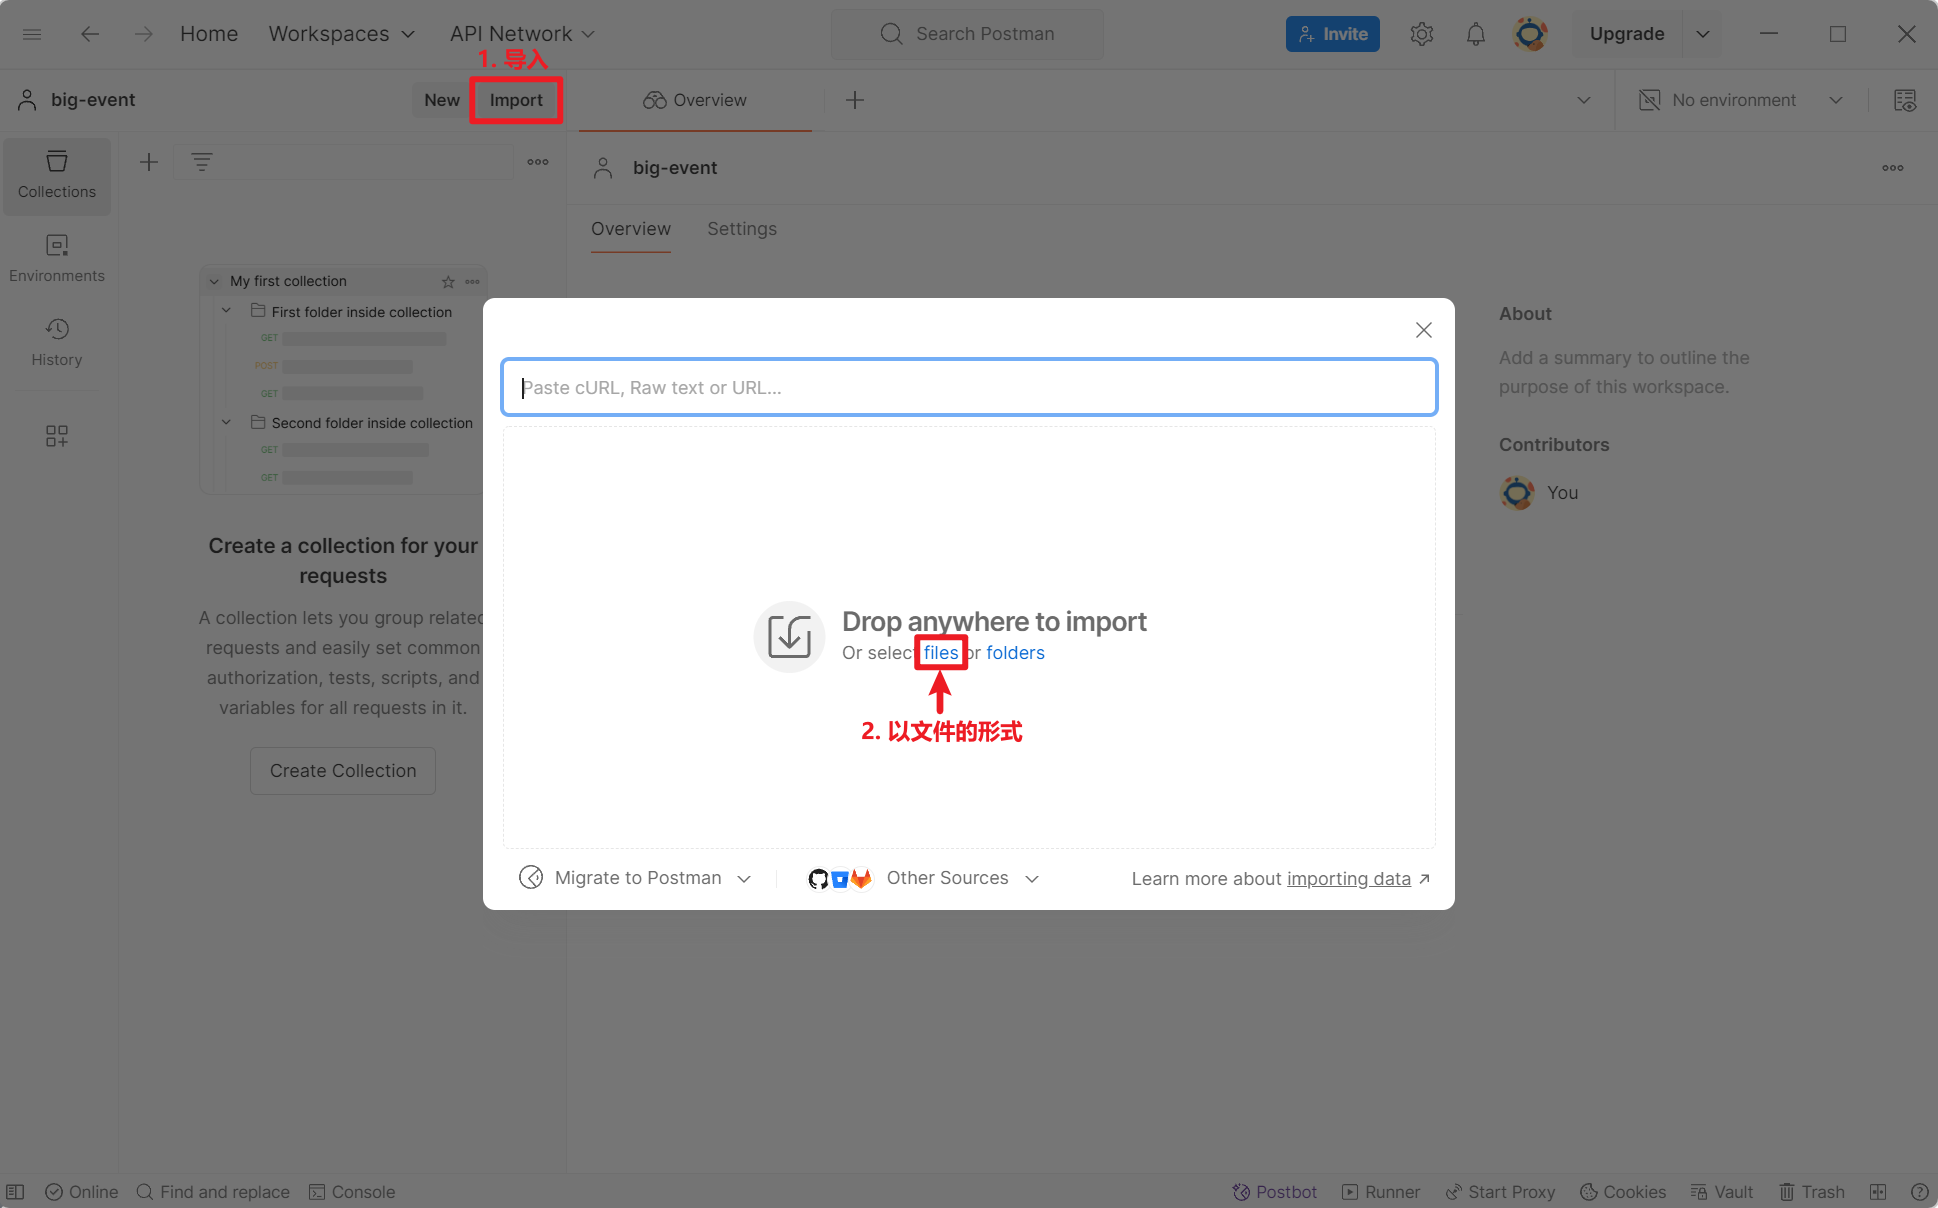 Home
Workspaces
API Network
Search Postman
Invite
Upgrade
1. 导入
big-event
New
Import
Overview
No environment
Collections
Environments
History
big-event
Overview
Settings
My first collection
First folder inside collection
GET
POST
GET
Second folder inside collection
GET
GET
Create a collection for your
requests
A collection lets you group related
requests and easily set common
authorization, tests, scripts, and
variables for all requests in it.
Create Collection
Paste cURL, Raw text or URL...
Drop anywhere to import
Or select files or folders
2. 以文件的形式
Migrate to Postman
Other Sources
Learn more about importing data
About
Add a summary to outline the
purpose of this workspace.
Contributors
You
Online
Find and replace
Console
Postbot
Runner
Start Proxy
Cookies
Vault
Trash